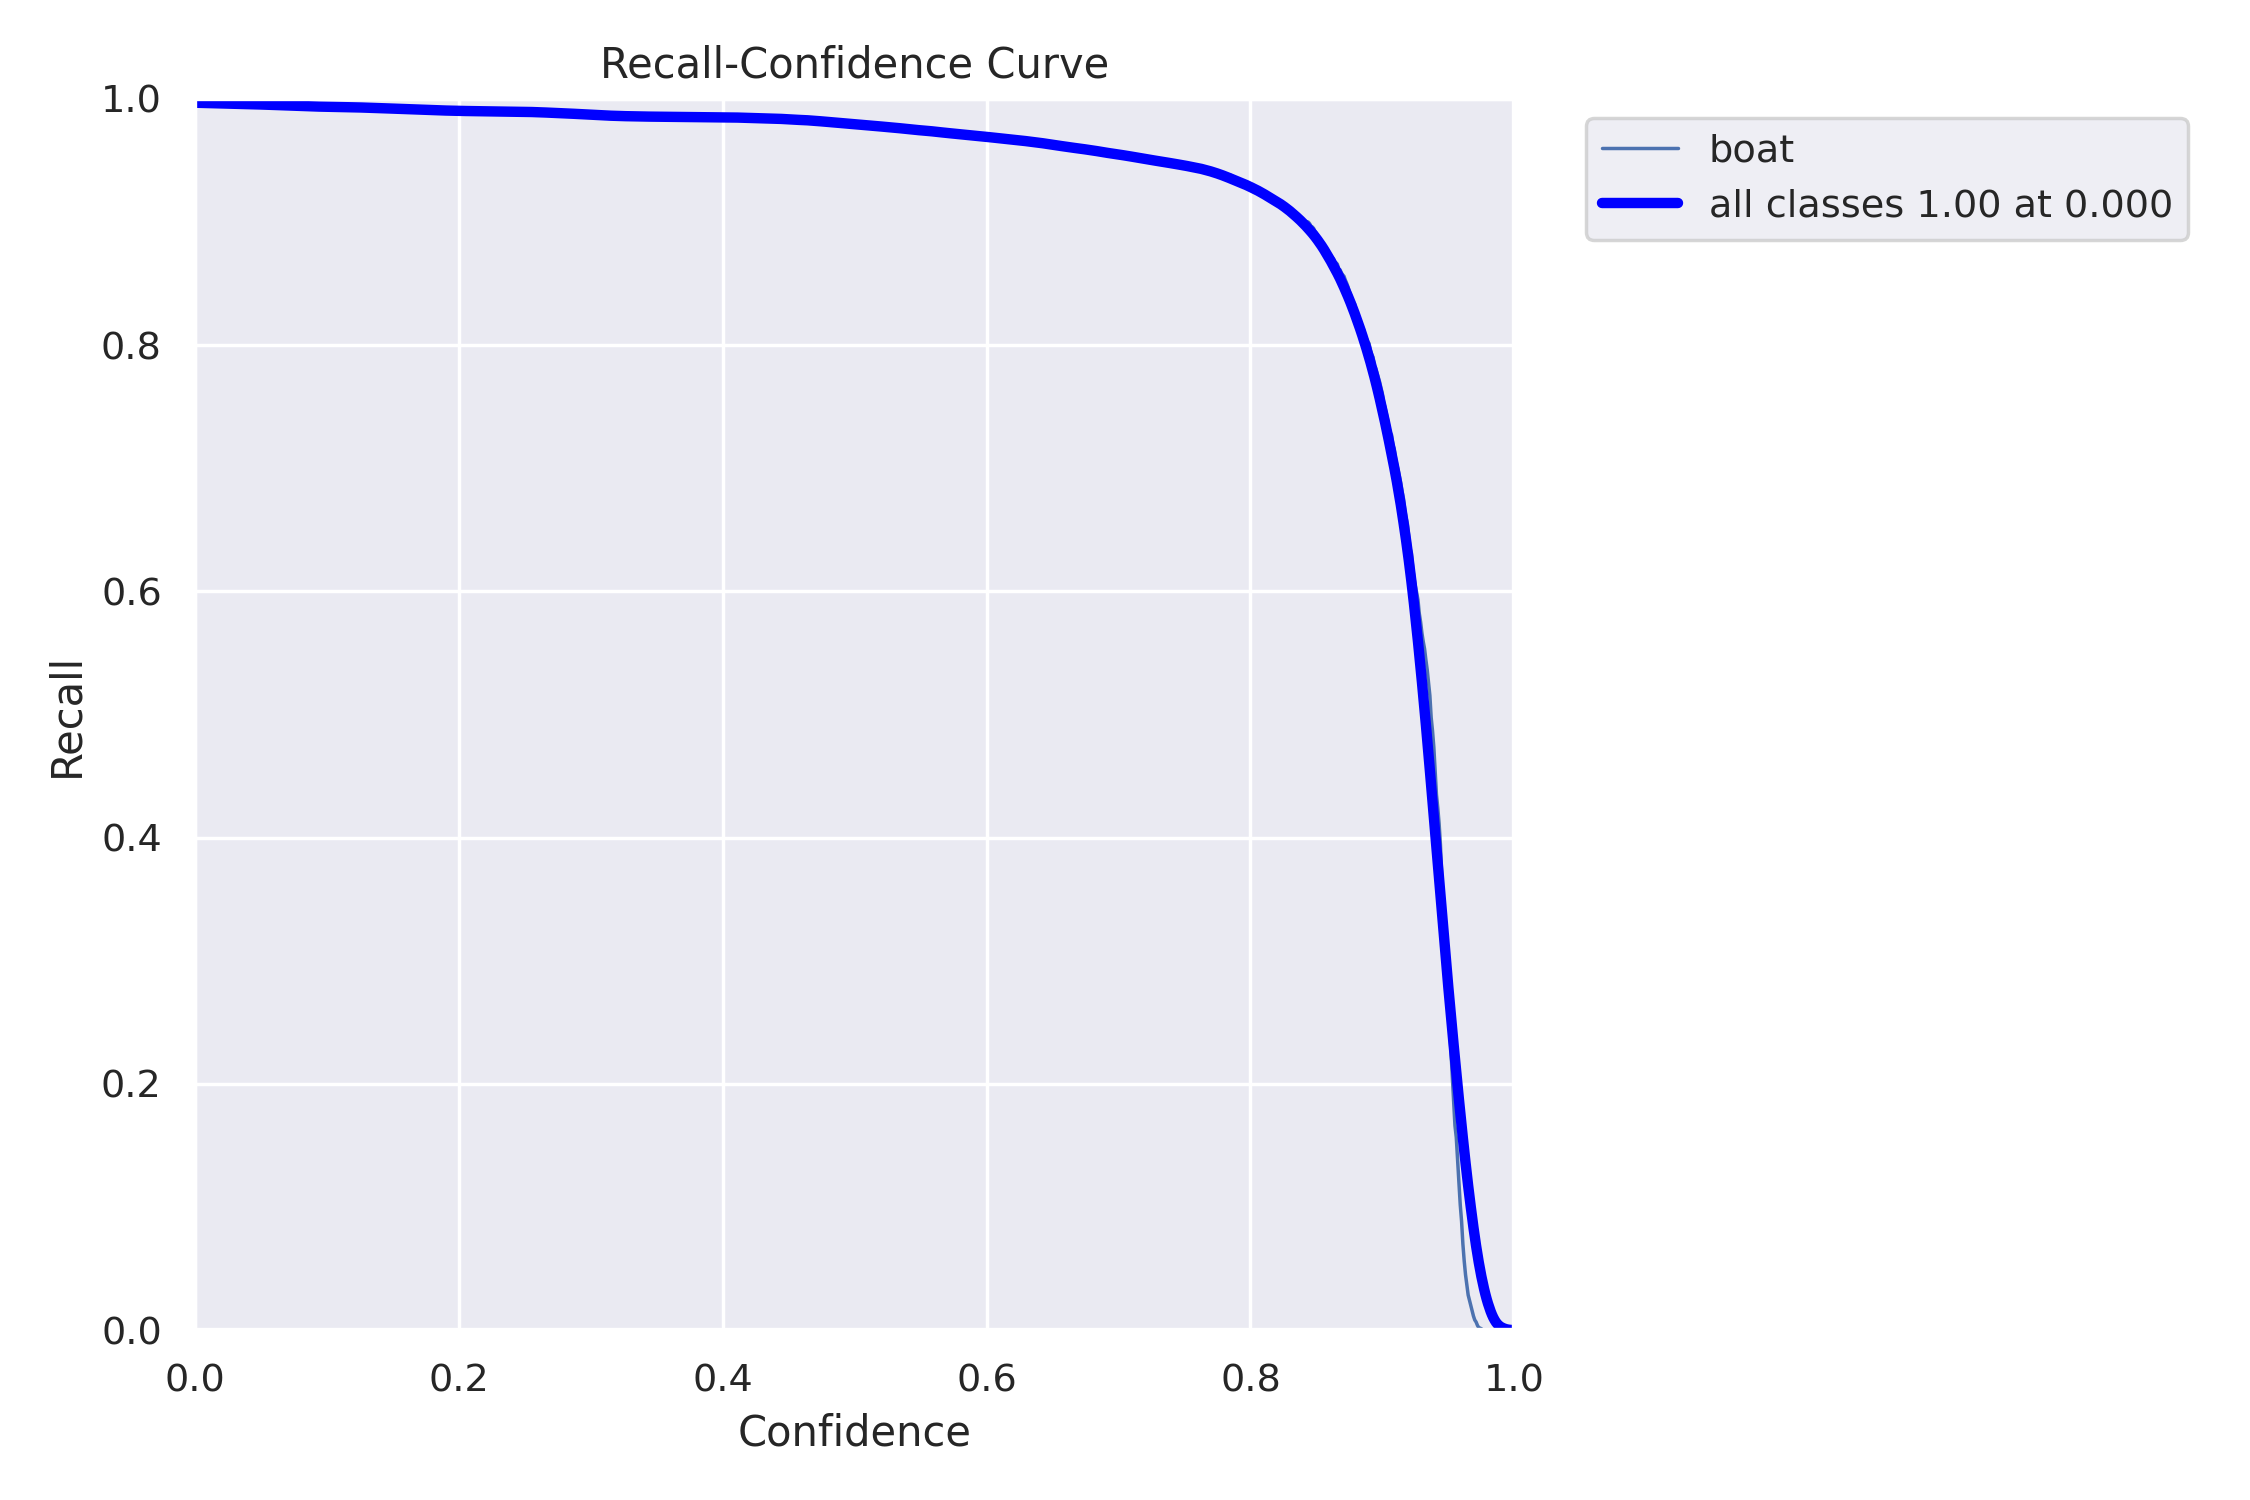 Recall-Confidence Curve
1.0
0.8
0.6
0.4
0.2
0.0
Recall
0.0 0.2 0.4 0.6 0.8 1.0
Confidence
boat
all classes 1.00 at 0.000